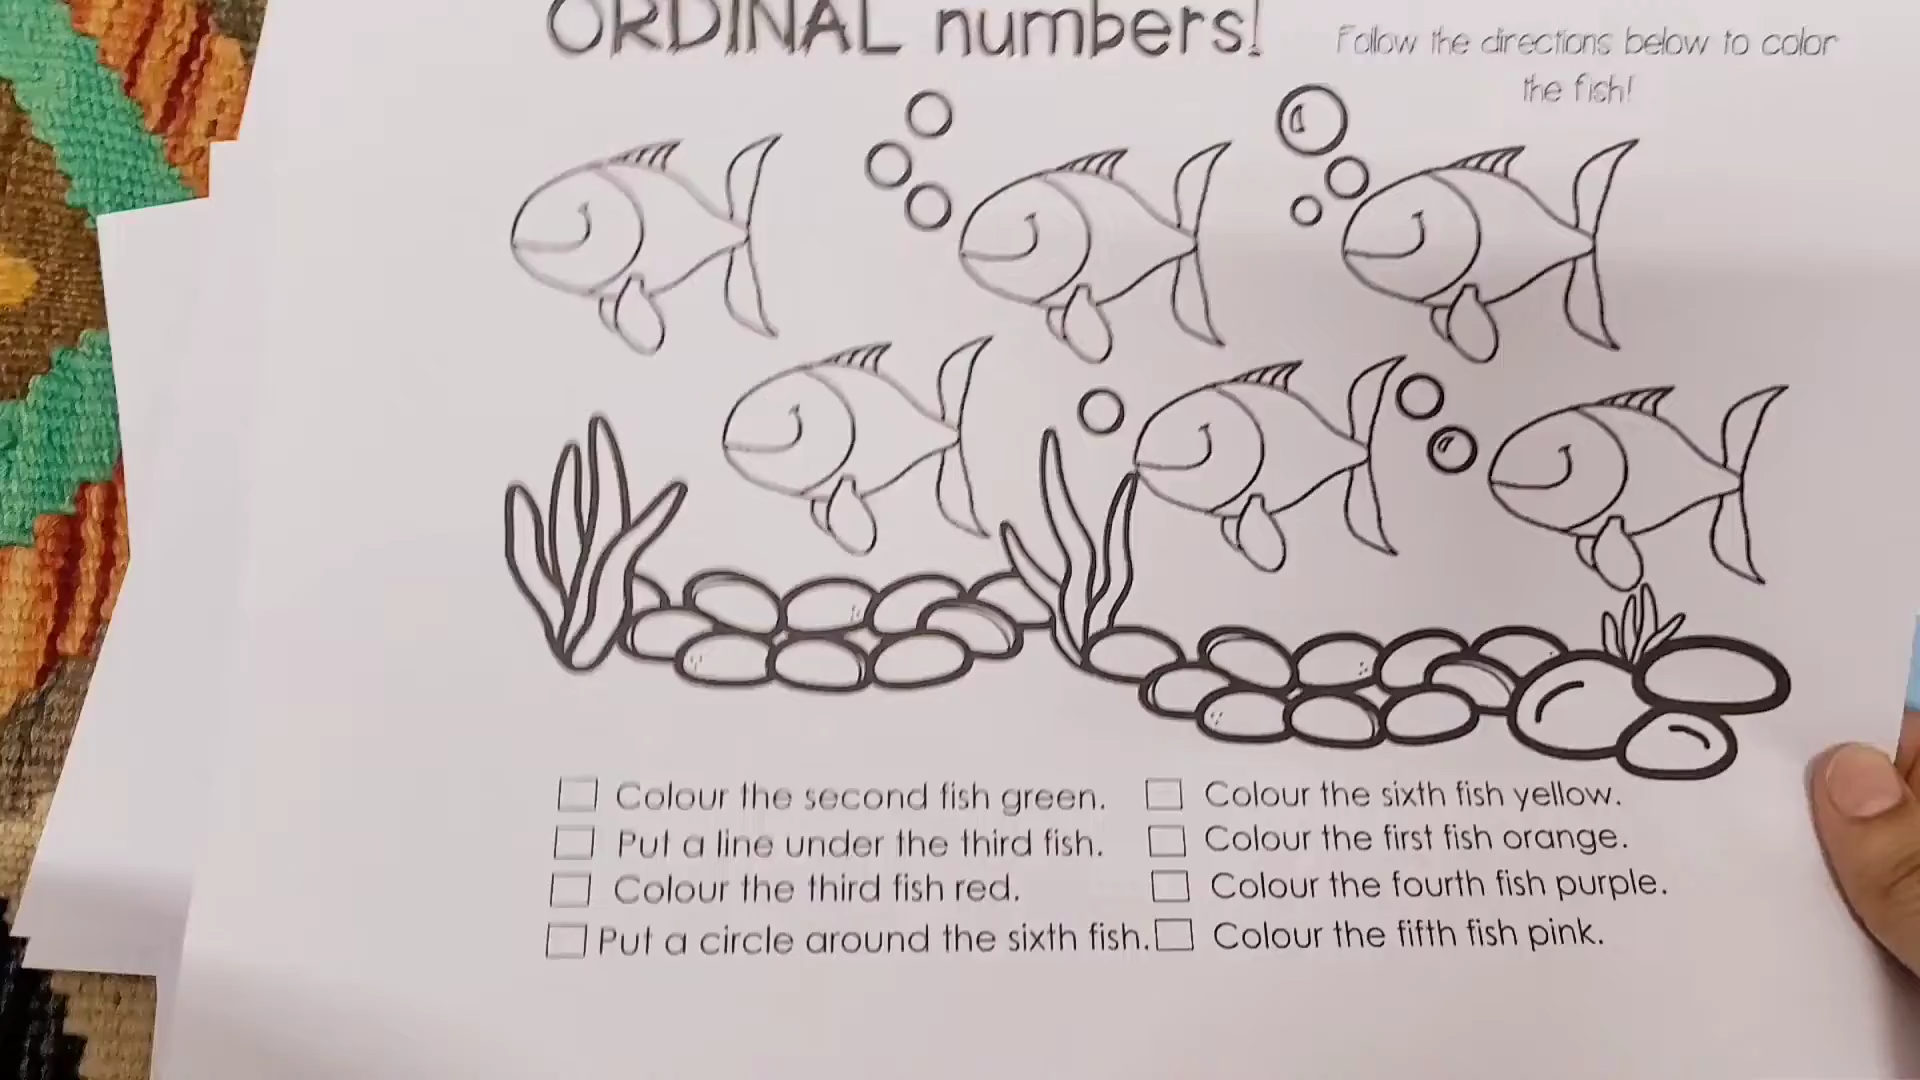 ORDINAL numbers!
Follow the directions below to color
the fish!
Colour the second fish green.
Put a line under the third fish.
Colour the third fish red.
Put a circle around the sixth fish.
Colour the sixth fish yellow.
Colour the first fish orange.
Colour the fourth fish purple.
Colour the fifth fish pink.